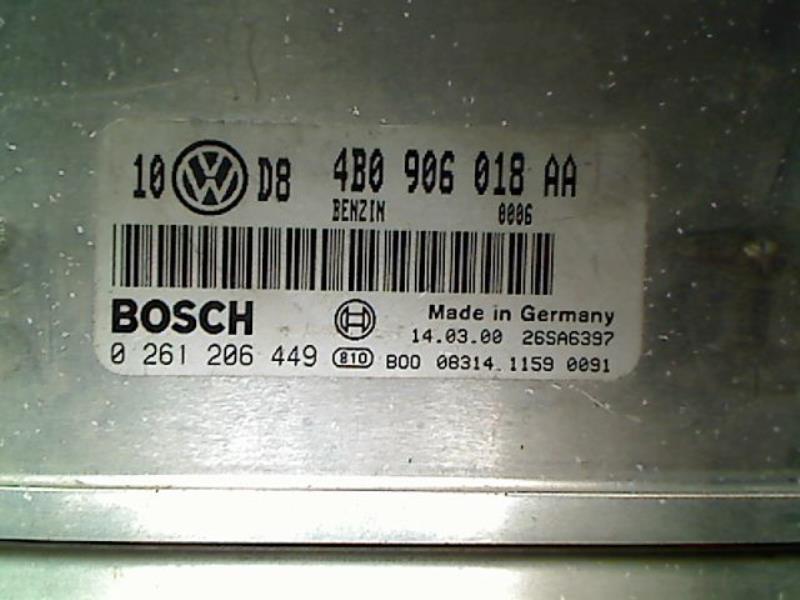 10 VW D8 4B0 906 018 AA
BENZIN 0006
BOSCH Made in Germany
14.03.00 26SA6397
0 261 206 449 810 B00 08314.1159 0091